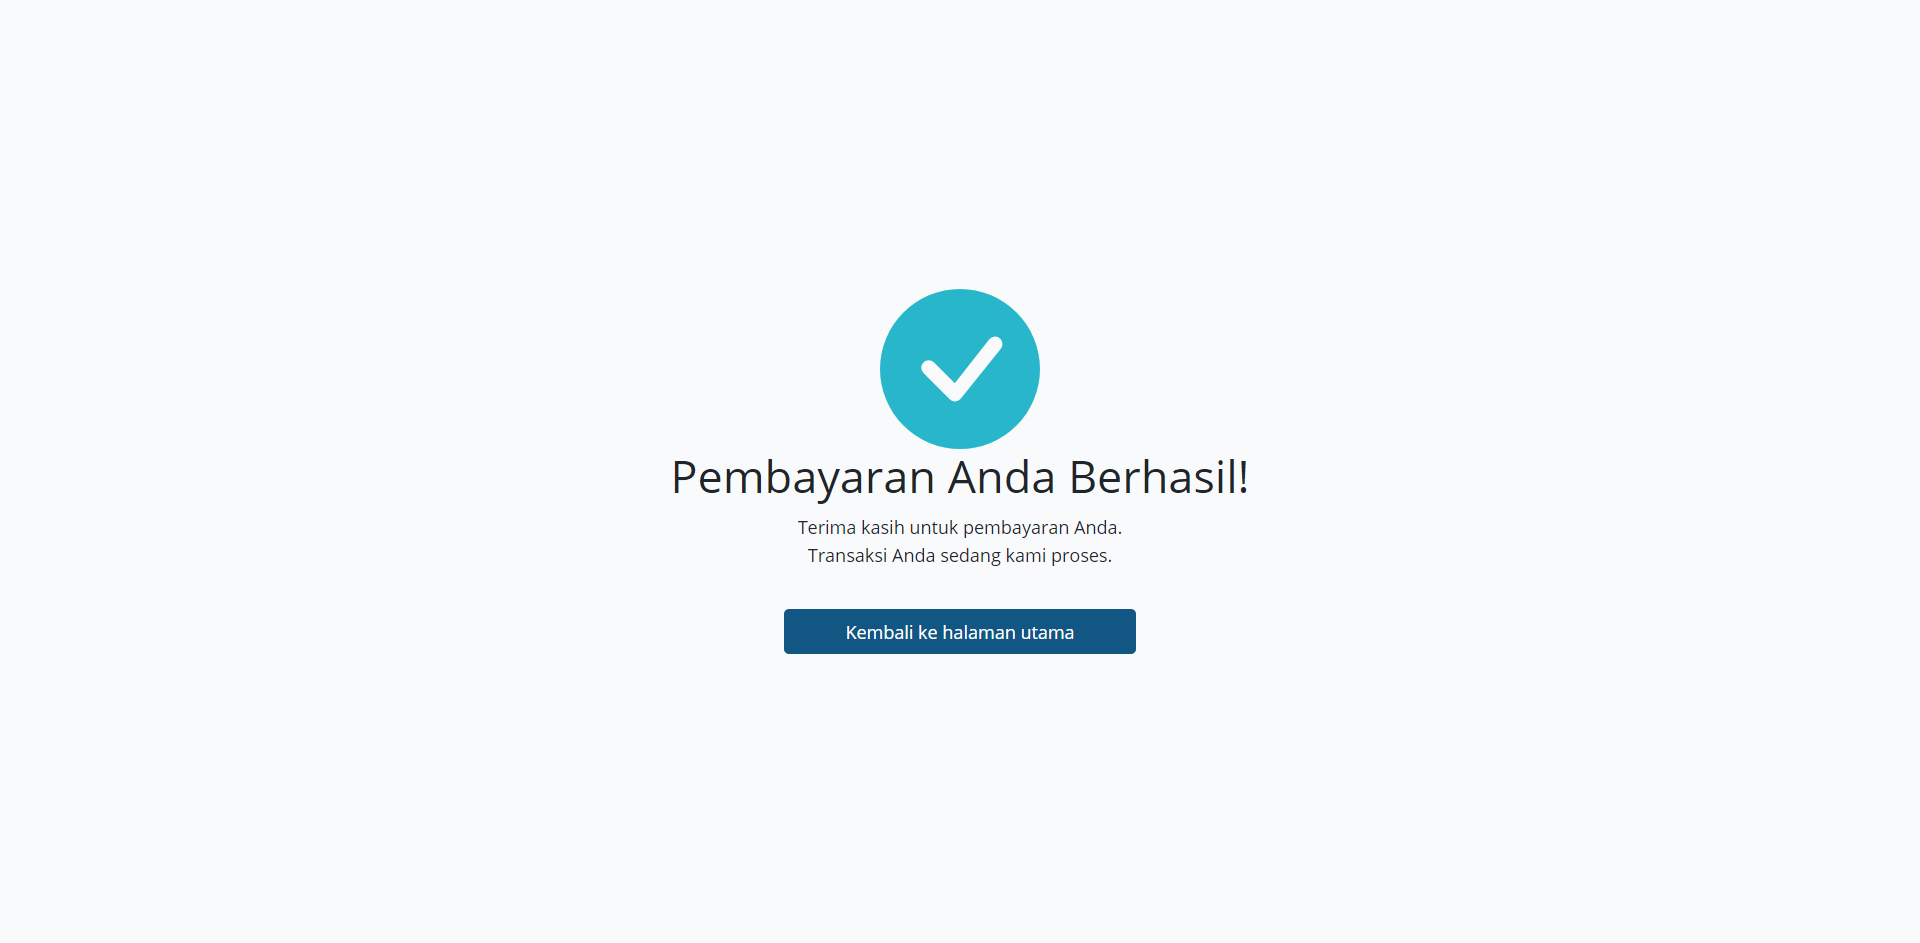 Pembayaran Anda Berhasil!
Terima kasih untuk pembayaran Anda.
Transaksi Anda sedang kami proses.
Kembali ke halaman utama